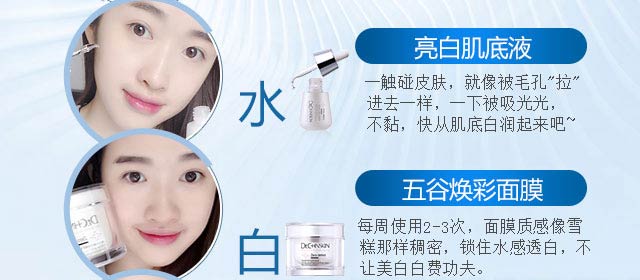 亮白肌底液
水
一触碰皮肤，就像被毛孔"拉"
进去一样，一下被吸光光，
不黏，快从肌底白润起来吧~
五谷焕彩面膜
白
每周使用2-3次，面膜质感像雪
糕那样稠密，锁住水感透白，不
让美白白费功夫。